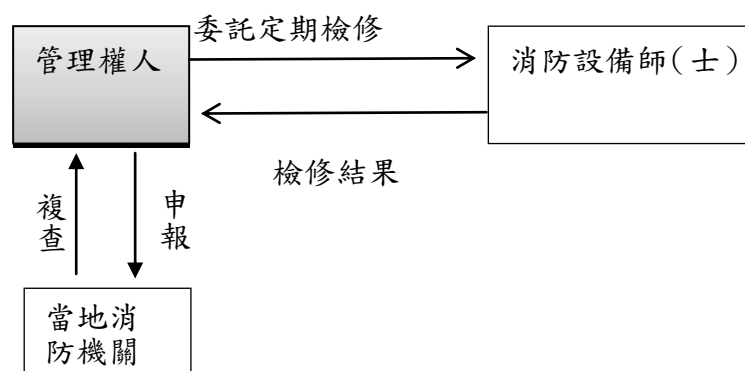 委託定期檢修
管理權人
消防設備師(士)
檢修結果
複查
申報
當地消
防機關